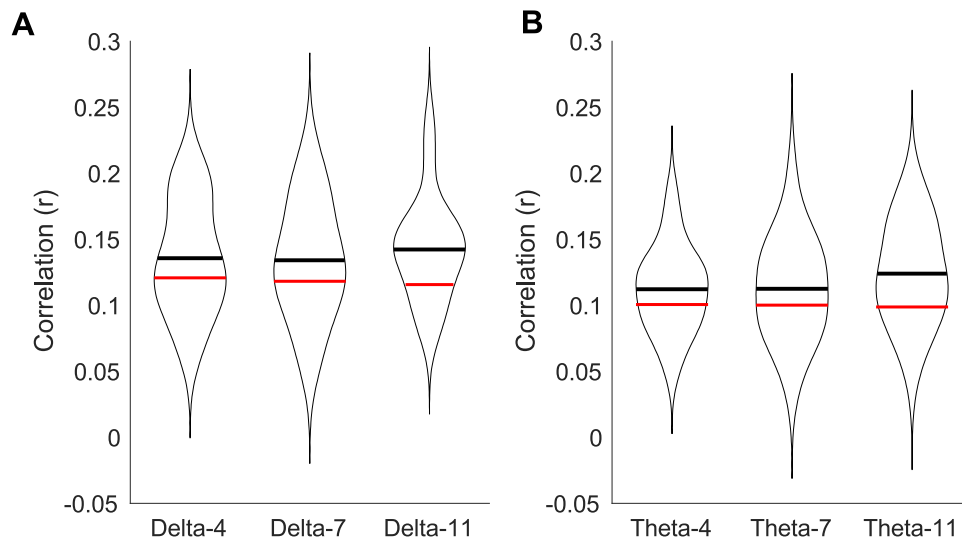 A
Correlation (r)
0.3
0.25
0.2
0.15
0.1
0.05
0
-0.05
Delta-4 Delta-7 Delta-11
B
Correlation (r)
0.3
0.25
0.2
0.15
0.1
0.05
0
-0.05
Theta-4 Theta-7 Theta-11